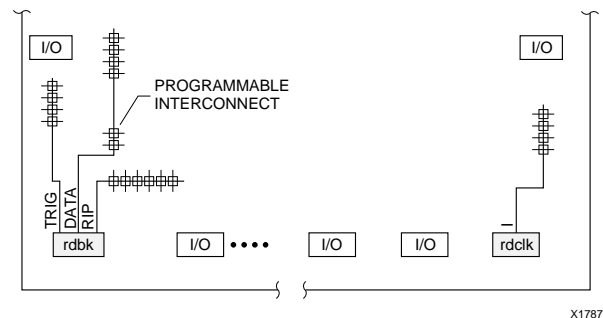 I/O
I/O
PROGRAMMABLE
INTERCONNECT
TRIG
DATA
RIP
I
rdbk
I/O
I/O
I/O
rdclk
X1787